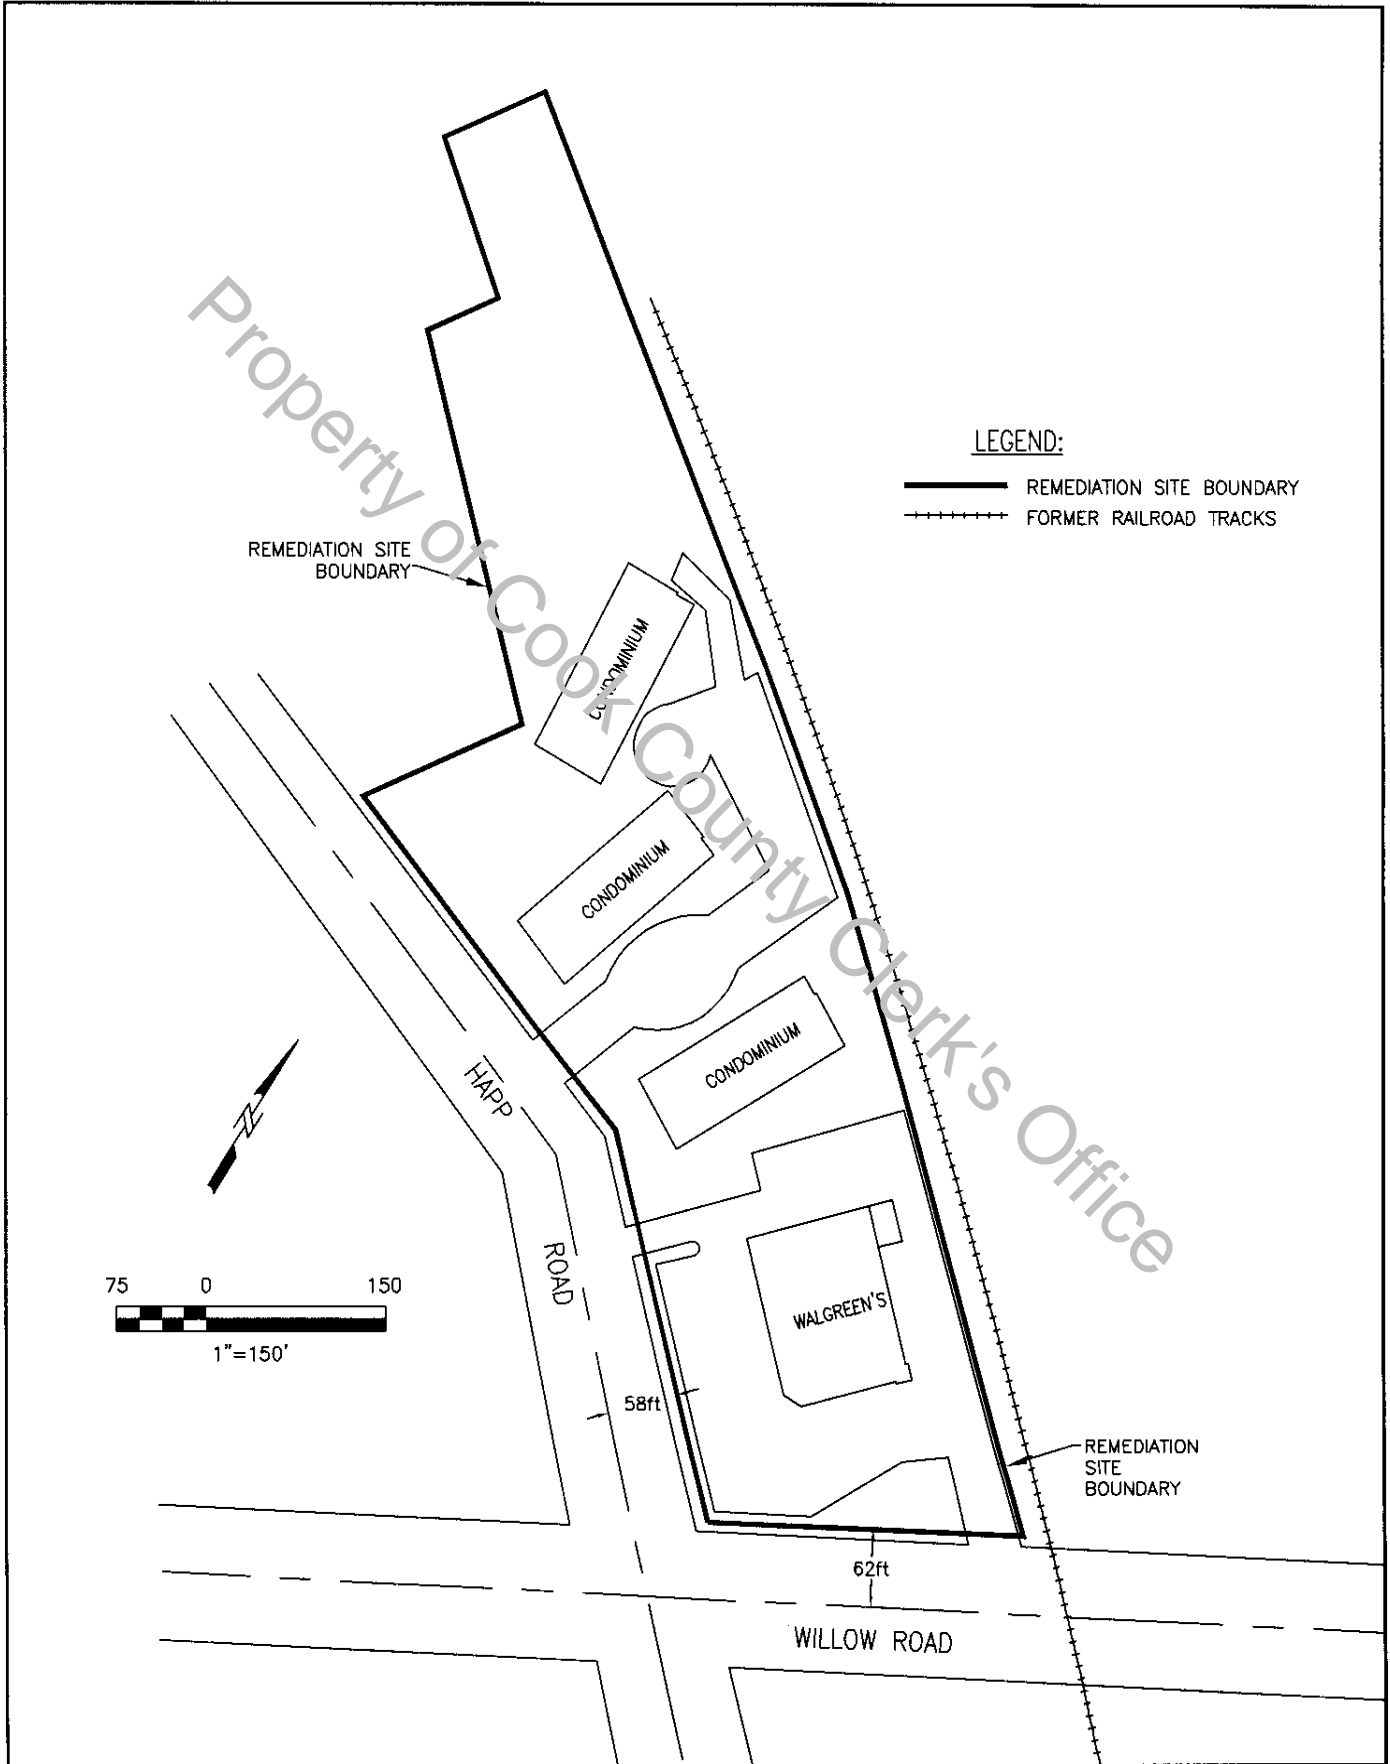 LEGEND:
REMEDIATION SITE BOUNDARY
FORMER RAILROAD TRACKS
REMEDIATION SITE
BOUNDARY
CONDOMINIUM
CONDOMINIUM
CONDOMINIUM
HAPP
ROAD
N
75 0 150
1"=150'
WALGREEN'S
58ft
REMEDIATION
SITE
BOUNDARY
62ft
WILLOW ROAD
Property of Cook County Clerk's Office